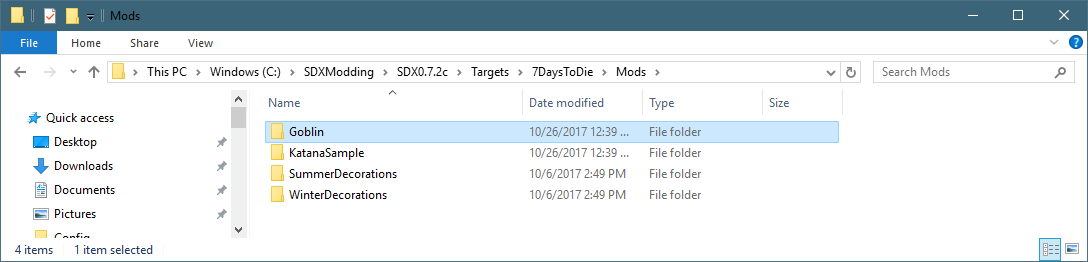 Mods
File Home Share View
This PC Windows (C:) SDXModding SDX0.7.2c Targets 7DaysToDie Mods Search Mods
Name Date modified Type Size
Quick access
Goblin 10/26/2017 12:39 ... File folder
Desktop
KatanaSample 10/26/2017 12:39 ... File folder
Downloads
SummerDecorations 10/6/2017 2:49 PM File folder
Documents
WinterDecorations 10/6/2017 2:49 PM File folder
Pictures
Config
4 items 1 item selected